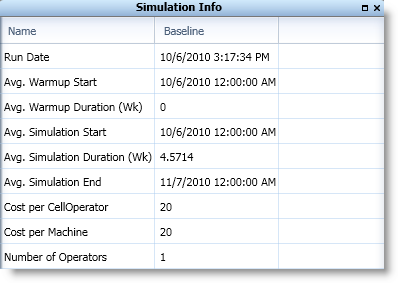 Simulation Info
Name Baseline
Run Date 10/6/2010 3:17:34 PM
Avg. Warmup Start 10/6/2010 12:00:00 AM
Avg. Warmup Duration (Wk) 0
Avg. Simulation Start 10/6/2010 12:00:00 AM
Avg. Simulation Duration (Wk) 4.5714
Avg. Simulation End 11/7/2010 12:00:00 AM
Cost per CellOperator 20
Cost per Machine 20
Number of Operators 1